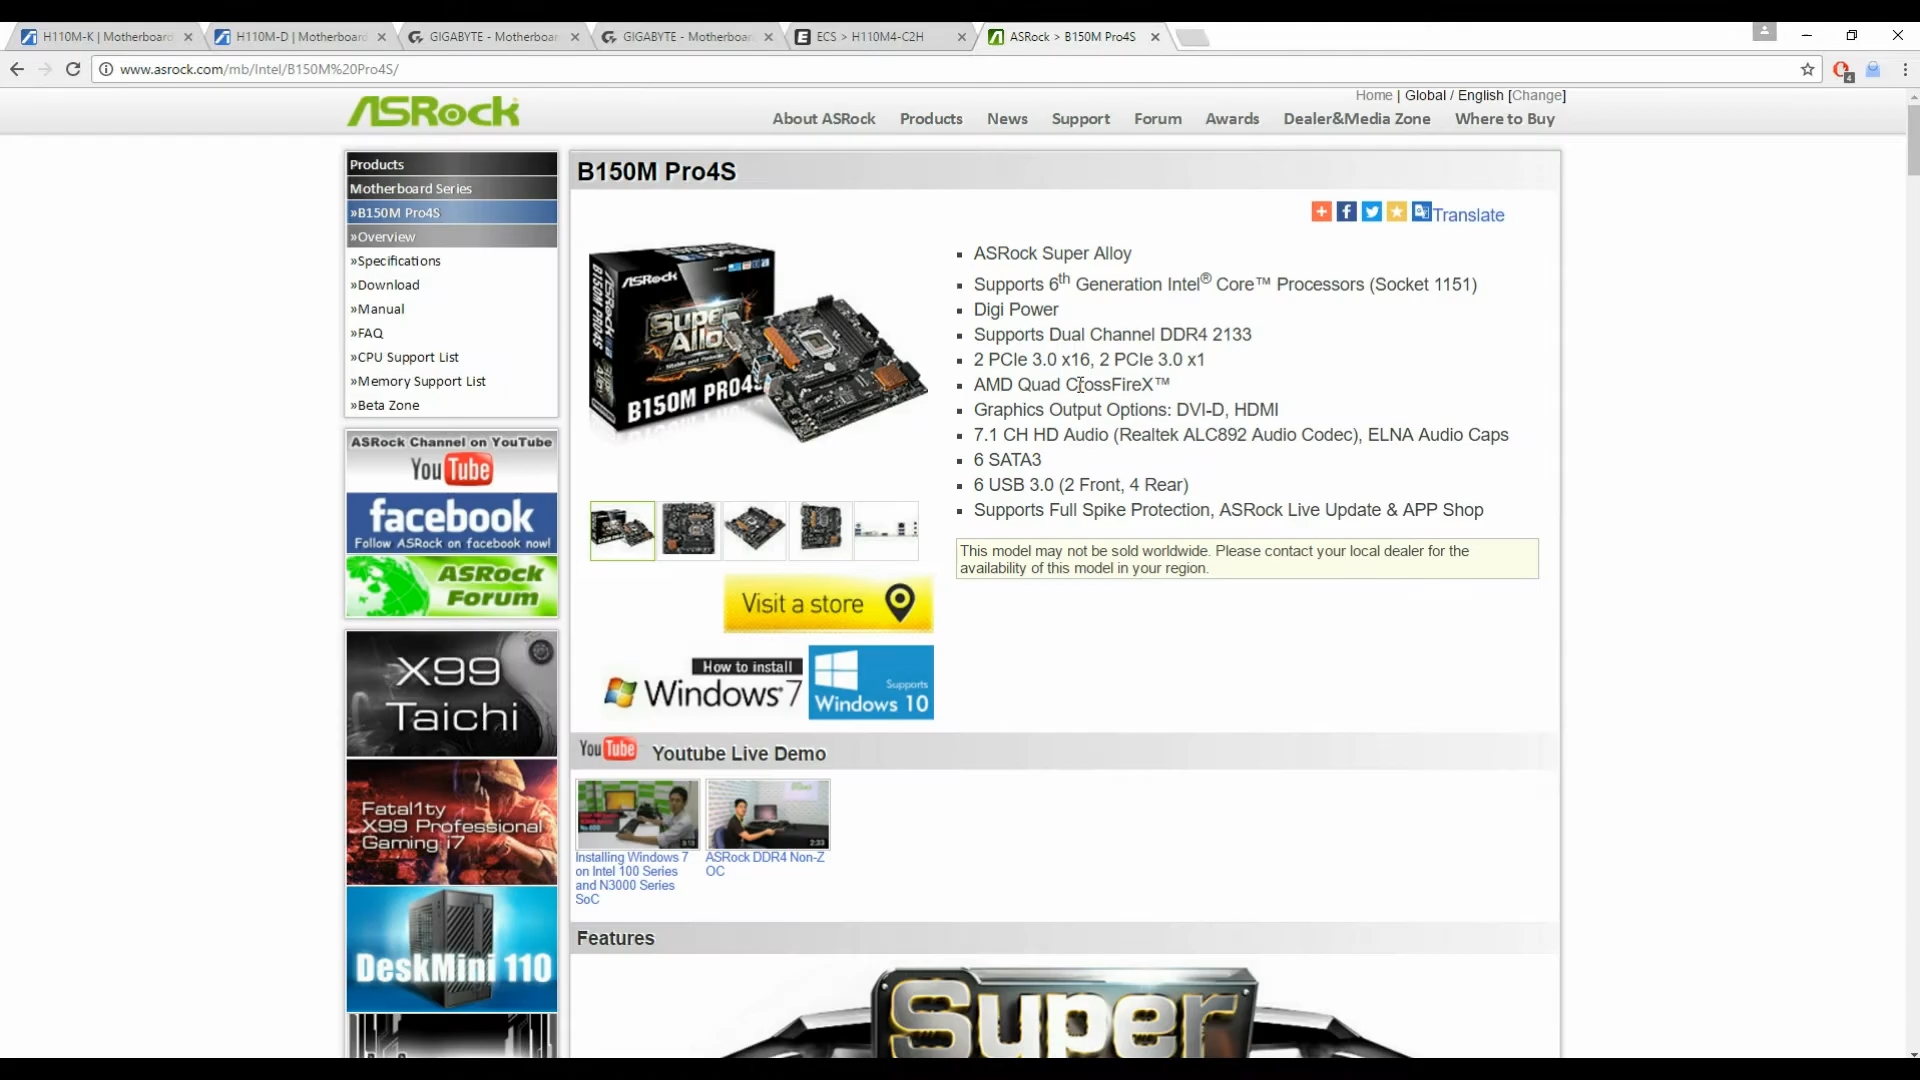 H110M-K | Motherboard
H110M-D | Motherboard
GIGABYTE - Motherboar
GIGABYTE - Motherboar
ECS > H110M4-C2H
ASRock > B150M Pro4S
www.asrock.com/mb/Intel/B150M%20Pro4S/
4
ASRock
Home | Global / English [Change]
About ASRock Products News Support Forum Awards Dealer&Media Zone Where to Buy
Products
Motherboard Series
»B150M Pro4S
»Overview
»Specifications
»Download
»Manual
»FAQ
»CPU Support List
»Memory Support List
»Beta Zone
ASRock Channel on YouTube
YouTube
facebook
Follow ASRock on facebook now!
ASRock
Forum
X99
Taichi
Fatal1ty
X99 Professional
Gaming i7
DeskMini 110
B150M Pro4S
Translate
ASRock
Super
Alloy
B150M PRO4S
B150M PRO4S
ASRock Super Alloy
Supports 6th Generation Intel® Core™ Processors (Socket 1151)
Digi Power
Supports Dual Channel DDR4 2133
2 PCIe 3.0 x16, 2 PCIe 3.0 x1
AMD Quad CrossFireX™
Graphics Output Options: DVI-D, HDMI
7.1 CH HD Audio (Realtek ALC892 Audio Codec), ELNA Audio Caps
6 SATA3
6 USB 3.0 (2 Front, 4 Rear)
Supports Full Spike Protection, ASRock Live Update & APP Shop
This model may not be sold worldwide. Please contact your local dealer for the
availability of this model in your region.
Visit a store
How to install
Windows 7
Supports
Windows 10
YouTube Youtube Live Demo
3:13
2:33
Installing Windows 7
on Intel 100 Series
and N3000 Series
SoC
ASRock DDR4 Non-Z
OC
Features
Super